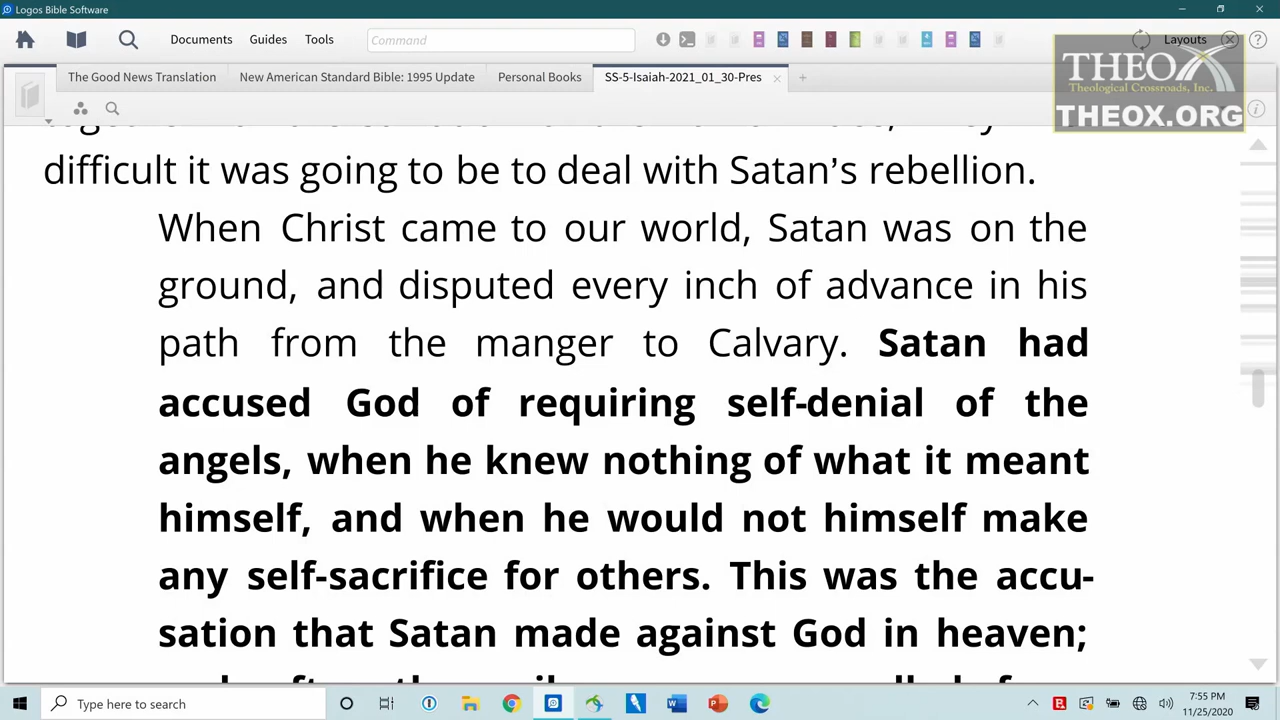 Logos Bible Software
Documents Guides Tools Command Layouts
THEOX
Theological Crossroads, Inc.
THEOX.ORG
The Good News Translation New American Standard Bible: 1995 Update Personal Books SS-5-Isaiah-2021_01_30-Pres
difficult it was going to be to deal with Satan’s rebellion.
When Christ came to our world, Satan was on the
ground, and disputed every inch of advance in his
path from the manger to Calvary. Satan had
accused God of requiring self-denial of the
angels, when he knew nothing of what it meant
himself, and when he would not himself make
any self-sacrifice for others. This was the accu-
sation that Satan made against God in heaven;
Type here to search
7:55 PM
11/25/2020